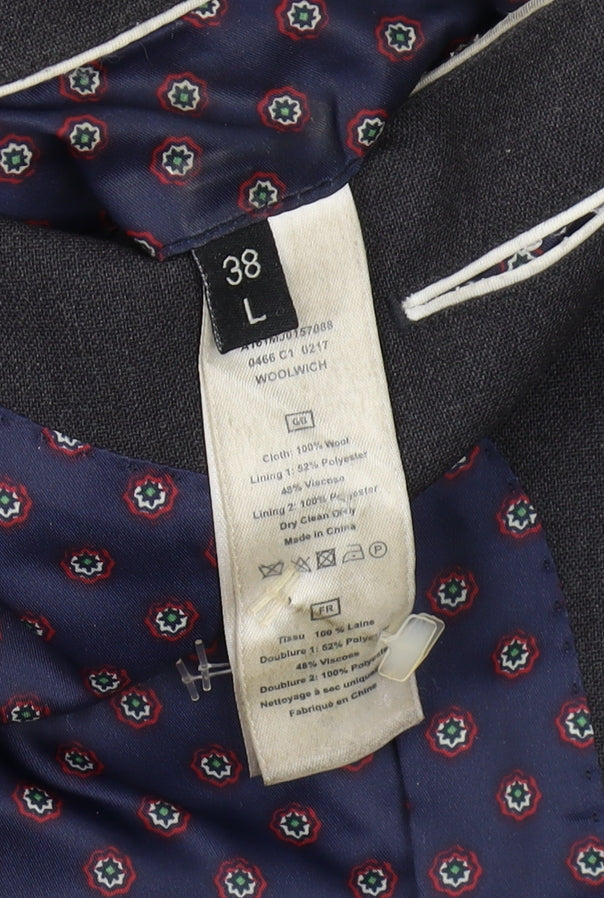 38
L
0466 C1 0217
WOOLWICH
GB
Cloth: 100% Wool
Lining 1: 52% Polyester
48% Viscose
Lining 2: 100% Polyester
Dry Clean Only
Made in China
P
FR
Tissu 100 % Laine
Doublure 1: 52% Polyester
48% Viscose
Doublure 2: 100% Polyester
Nettoyage à sec
Fabriqué en Chine